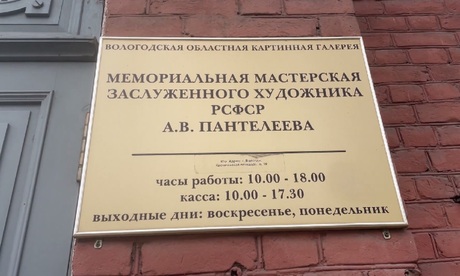 ВОЛОГОДСКАЯ ОБЛАСТНАЯ КАРТИННАЯ ГАЛЕРЕЯ
МЕМОРИАЛЬНАЯ МАСТЕРСКАЯ
ЗАСЛУЖЕННОГО ХУДОЖНИКА
РСФСР
А.В. ПАНТЕЛЕЕВА
часы работы: 10.00 - 18.00
касса: 10.00 - 17.30
выходные дни: воскресенье, понедельник